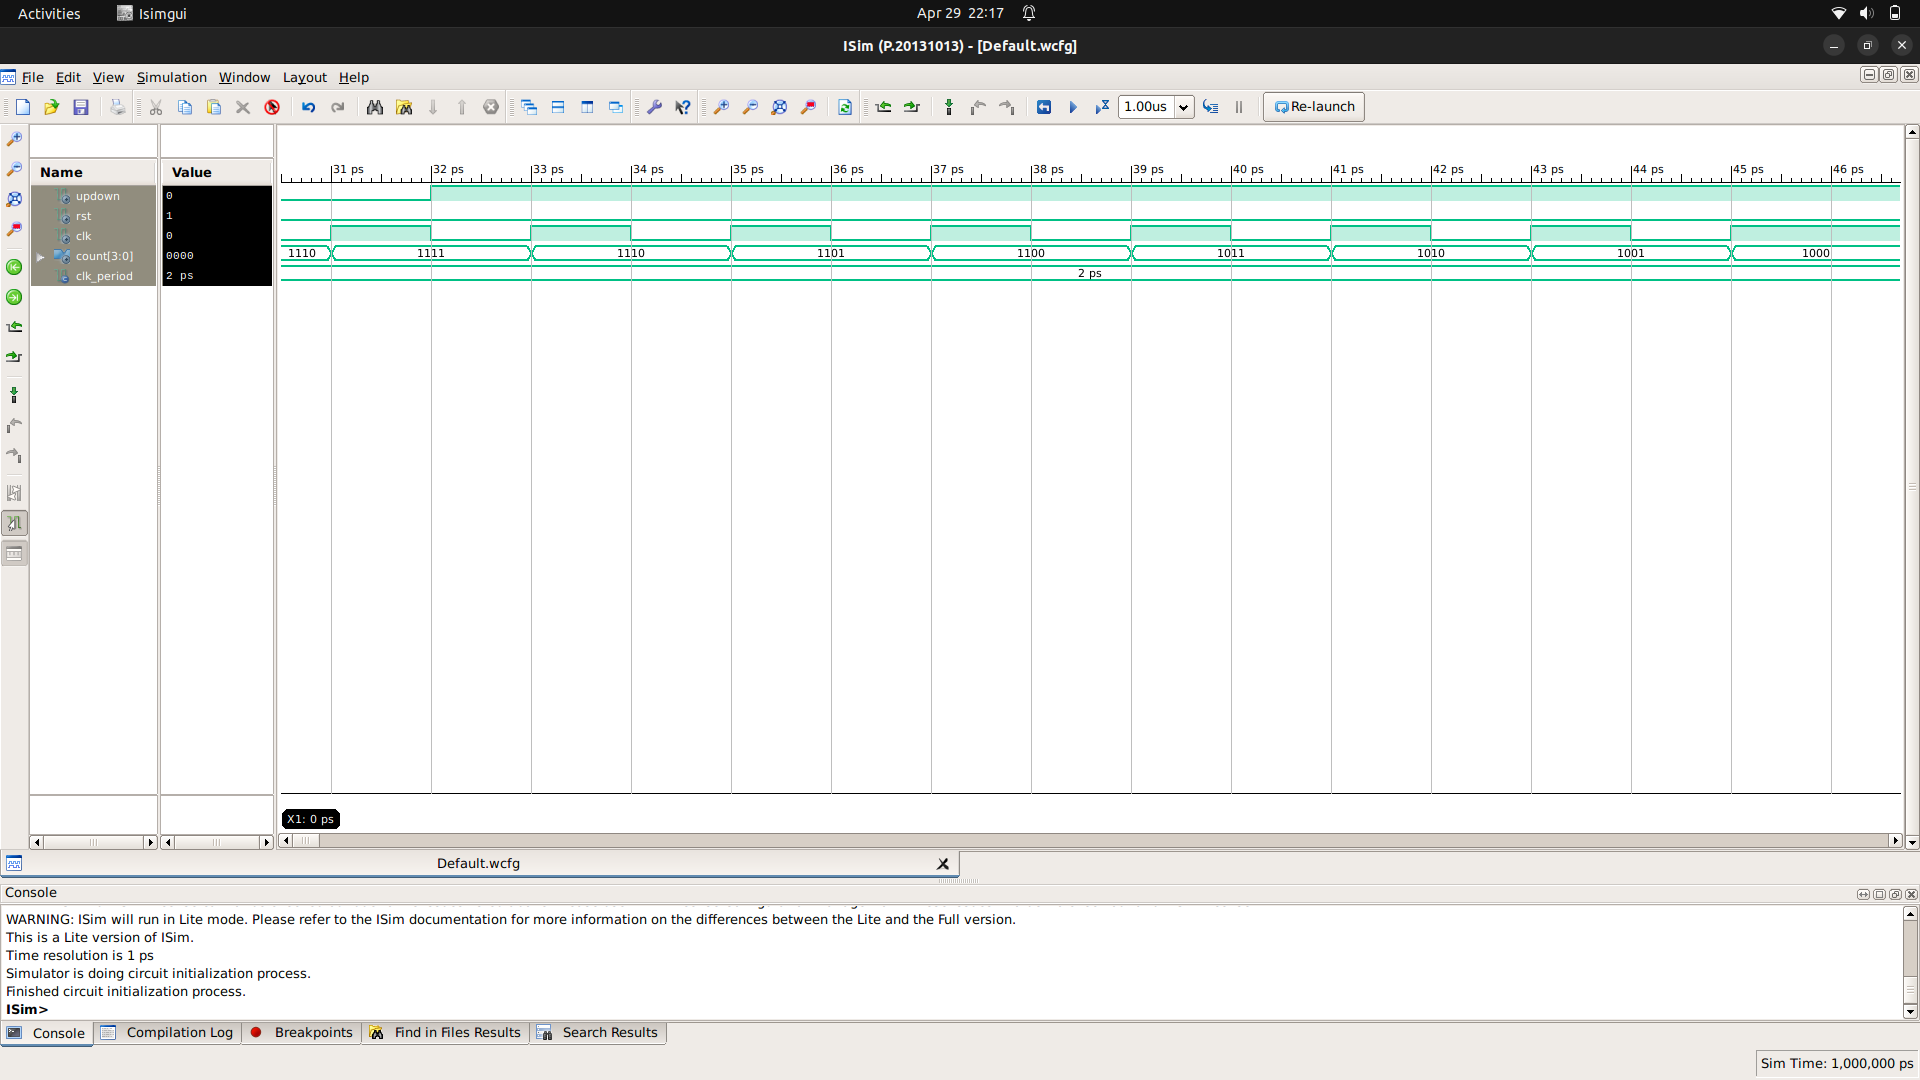 Activities Isimgui Apr 29 22:17
ISim (P.20131013) - [Default.wcfg]
File Edit View Simulation Window Layout Help
1.00us Re-launch
31 ps 32 ps 33 ps 34 ps 35 ps 36 ps 37 ps 38 ps 39 ps 40 ps 41 ps 42 ps 43 ps 44 ps 45 ps 46 ps
Name Value
updown 0
rst 1
clk 0
count[3:0] 0000 1110 1111 1110 1101 1100 1011 1010 1001 1000
clk_period 2 ps 2 ps
X1: 0 ps
Default.wcfg
Console
WARNING: ISim will run in Lite mode. Please refer to the ISim documentation for more information on the differences between the Lite and the Full version.
This is a Lite version of ISim.
Time resolution is 1 ps
Simulator is doing circuit initialization process.
Finished circuit initialization process.
ISim>
Console Compilation Log Breakpoints Find in Files Results Search Results
Sim Time: 1,000,000 ps